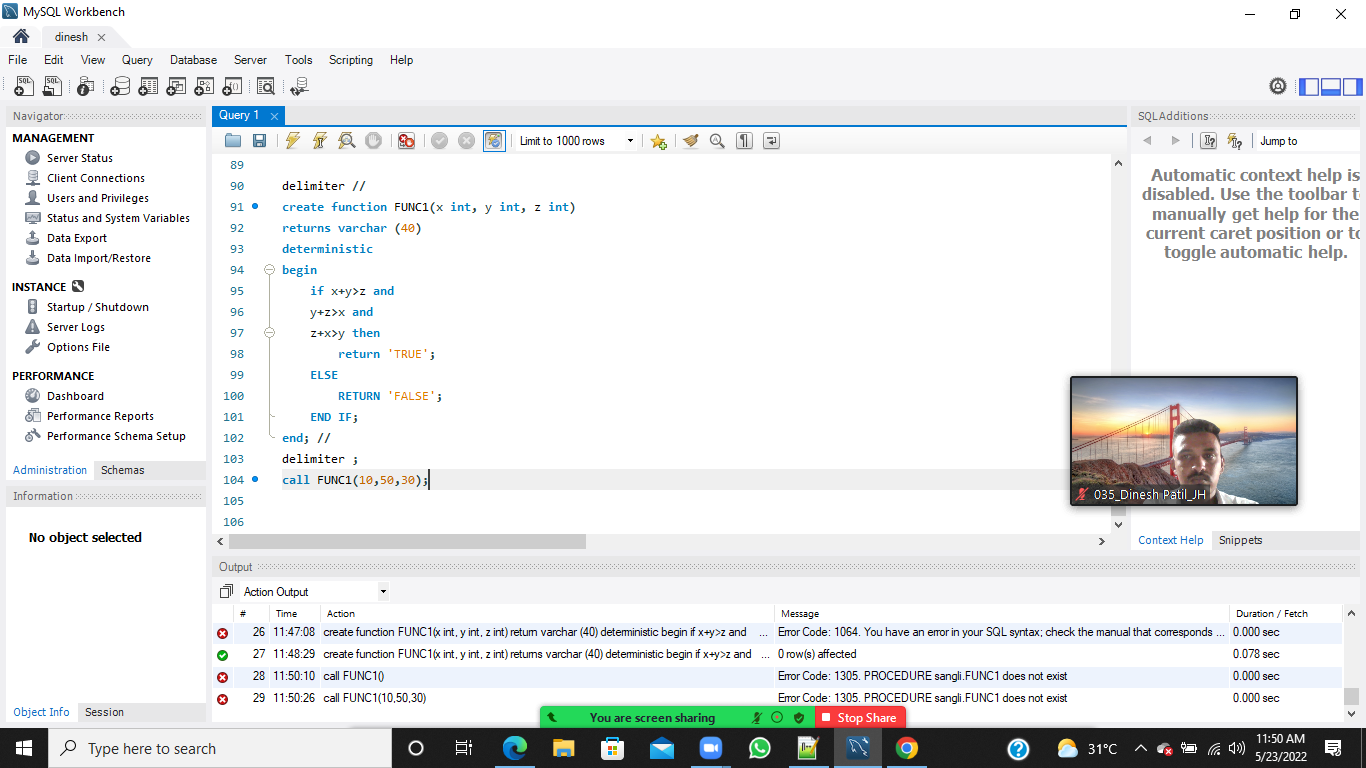 MySQL Workbench
dinesh
File Edit View Query Database Server Tools Scripting Help
Navigator
MANAGEMENT
Server Status
Client Connections
Users and Privileges
Status and System Variables
Data Export
Data Import/Restore
INSTANCE
Startup / Shutdown
Server Logs
Options File
PERFORMANCE
Dashboard
Performance Reports
Performance Schema Setup
Administration Schemas
Information
No object selected
Object Info Session
Query 1
Limit to 1000 rows
89
90 delimiter //
91 create function FUNC1(x int, y int, z int)
92 returns varchar (40)
93 deterministic
94 begin
95 if x+y>z and
96 y+z>x and
97 z+x>y then
98 return 'TRUE';
99 ELSE
100 RETURN 'FALSE';
101 END IF;
102 end; //
103 delimiter ;
104 call FUNC1(10,50,30);
105
106
SQLAdditions
Jump to
Automatic context help is
disabled. Use the toolbar t
manually get help for the
current caret position or to
toggle automatic help.
035_Dinesh Patil_JH
Context Help Snippets
Output
Action Output
# Time Action Message Duration / Fetch
26 11:47:08 create function FUNC1(x int, y int, z int) return varchar (40) deterministic begin if x+y>z and ... Error Code: 1064. You have an error in your SQL syntax; check the manual that corresponds ... 0.000 sec
27 11:48:29 create function FUNC1(x int, y int, z int) returns varchar (40) deterministic begin if x+y>z and ... 0 row(s) affected 0.078 sec
28 11:50:10 call FUNC1() Error Code: 1305. PROCEDURE sangli.FUNC1 does not exist 0.000 sec
29 11:50:26 call FUNC1(10,50,30) Error Code: 1305. PROCEDURE sangli.FUNC1 does not exist 0.000 sec
You are screen sharing Stop Share
Type here to search
31°C
11:50 AM
5/23/2022